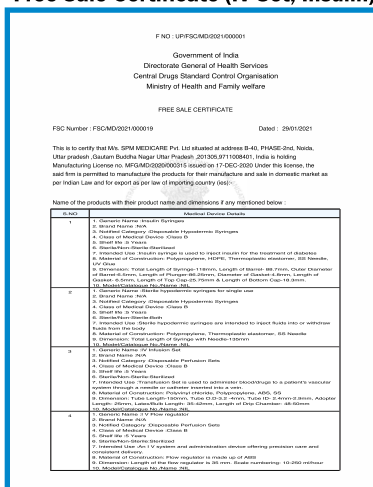 F NO : UP/FSC/MD/2021/000001
Government of India
Directorate General of Health Services
Central Drugs Standard Control Organisation
Ministry of Health and Family welfare
FREE SALE CERTIFICATE
FSC Number : FSC/MD/2021/000019 Dated : 29/01/2021
This is to certify that M/s. SPM MEDICARE Pvt. Ltd situated at address B-40, PHASE-2nd, Noida,
Uttar pradesh ,Gautam Buddha Nagar Uttar Pradesh ,201305,9711008401, India is holding
Manufacturing License no. MFG/MD/2020/000315 issued on 17-DEC-2020 Under this license, the
said firm is permitted to manufacture the products for their manufacture and sale in domestic market as
per Indian Law and for export as per law of importing country (ies):-
Name of the products with their product name and dimensions if any mentioned below :
S.NO Medical Device Details
1 1. Generic Name :Insulin Syringes
2. Brand Name :N/A
3. Notified Category :Disposable Hypodermic Syringes
4. Class of Medical Device :Class B
5. Shelf life :5 Years
6. Sterile/Non-Sterile:Sterilized
7. Intended Use :Insulin syringe is used to inject insulin for the treatment of diabetes
8. Material of Construction: Polypropylene, HDPE, Thermoplastic elastomer, SS Needle,
UV Glue
9. Dimension: Total Length of Syringe-118mm, Length of Barrel- 88.7mm, Outer Diameter
of Barrel-6.5mm, Length of Plunger-86.25mm, Diameter of Gasket-4.8mm, Length of
Gasket- 6.5mm, Length of Top Cap-25.75mm & Length of Bottom Cap-18.0mm.
10. Model/Catalogue No./Name :NIL
2 1. Generic Name :Sterile hypodermic syringes for single use
2. Brand Name :N/A
3. Notified Category :Disposable Hypodermic Syringes
4. Class of Medical Device :Class B
5. Shelf life :5 Years
6. Sterile/Non-Sterile:Both
7. Intended Use :Sterile hypodermic syringes are intended to inject fluids into or withdraw
fluids from the body
8. Material of Construction: Polypropylene, Thermoplastic elastomer, SS Needle
9. Dimension: Total Length of Syringe with Needle-135mm
10. Model/Catalogue No./Name :NIL
3 1. Generic Name :IV Infusion Set
2. Brand Name :N/A
3. Notified Category :Disposable Perfusion Sets
4. Class of Medical Device :Class B
5. Shelf life :5 Years
6. Sterile/Non-Sterile:Sterilized
7. Intended Use :Transfusion Set is used to administer blood/drugs to a patient's vascular
system through a needle or catheter inserted into a vein.
8. Material of Construction: Polyvinyl chloride, Polypropylene, ABS, SS
9. Dimension: Tube Length-150mm, Tube O.D-3.2 -4mm, Tube ID- 2.4mm-2.9mm, Adopter
Length- 25mm, Latex/Bulb Length- 35-42mm, Length of Drip Chamber- 48-60mm
10. Model/Catalogue No./Name :NIL
4 1. Generic Name :I V Flow regulator
2. Brand Name :N/A
3. Notified Category :Disposable Perfusion Sets
4. Class of Medical Device :Class B
5. Shelf life :5 Years
6. Sterile/Non-Sterile:Sterilized
7. Intended Use :An I V system and administration device offering precise care and
consistent delivery.
8. Material of Construction: Flow regulator is made up of ABS
9. Dimension: Length of the flow regulator is 35 mm. Scale numbering: 10-250 ml/hour
10. Model/Catalogue No./Name :NIL